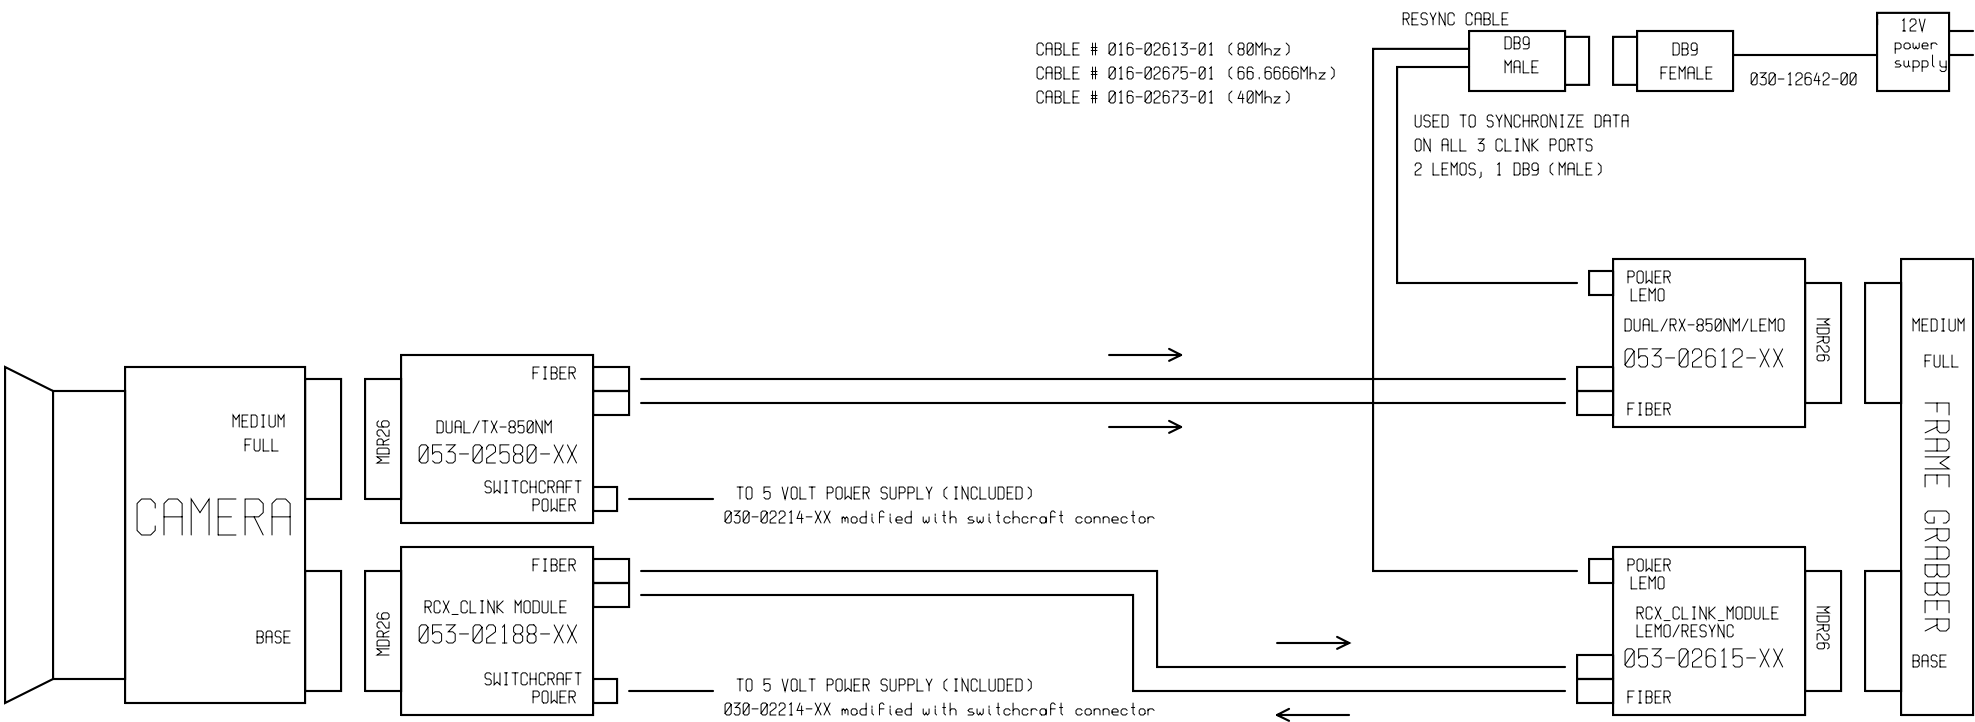 RESYNC CABLE
CABLE # 016-02613-01 (80Mhz)
CABLE # 016-02675-01 (66.6666Mhz)
CABLE # 016-02673-01 (40Mhz)
DB9
MALE
DB9
FEMALE
030-12642-00
12V
power
supply
USED TO SYNCHRONIZE DATA
ON ALL 3 CLINK PORTS
2 LEMOS, 1 DB9 (MALE)
POWER
LEMO
DUAL/RX-850NM/LEMO
053-02612-XX
FIBER
MDR26
MEDIUM
FULL
FRAME GRABBER
BASE
MEDIUM
FULL
CAMERA
BASE
MDR26
FIBER
DUAL/TX-850NM
053-02580-XX
SWITCHCRAFT
POWER
TO 5 VOLT POWER SUPPLY (INCLUDED)
030-02214-XX modified with switchcraft connector
MDR26
FIBER
RCX_CLINK MODULE
053-02188-XX
SWITCHCRAFT
POWER
TO 5 VOLT POWER SUPPLY (INCLUDED)
030-02214-XX modified with switchcraft connector
POWER
LEMO
RCX_CLINK_MODULE
LEMO/RESYNC
053-02615-XX
FIBER
MDR26